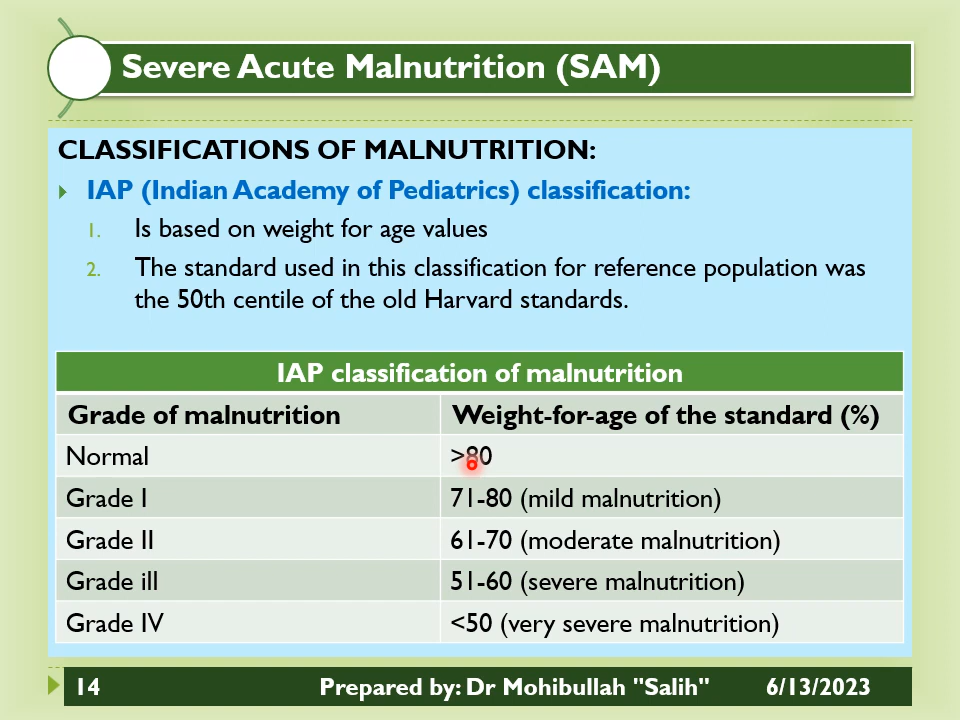 Severe Acute Malnutrition (SAM)
CLASSIFICATIONS OF MALNUTRITION:
IAP (Indian Academy of Pediatrics) classification:
1. Is based on weight for age values
2. The standard used in this classification for reference population was
the 50th centile of the old Harvard standards.
IAP classification of malnutrition
Grade of malnutrition Weight-for-age of the standard (%)
Normal >80
Grade I 71-80 (mild malnutrition)
Grade II 61-70 (moderate malnutrition)
Grade ill 51-60 (severe malnutrition)
Grade IV <50 (very severe malnutrition)
14 Prepared by: Dr Mohibullah "Salih" 6/13/2023